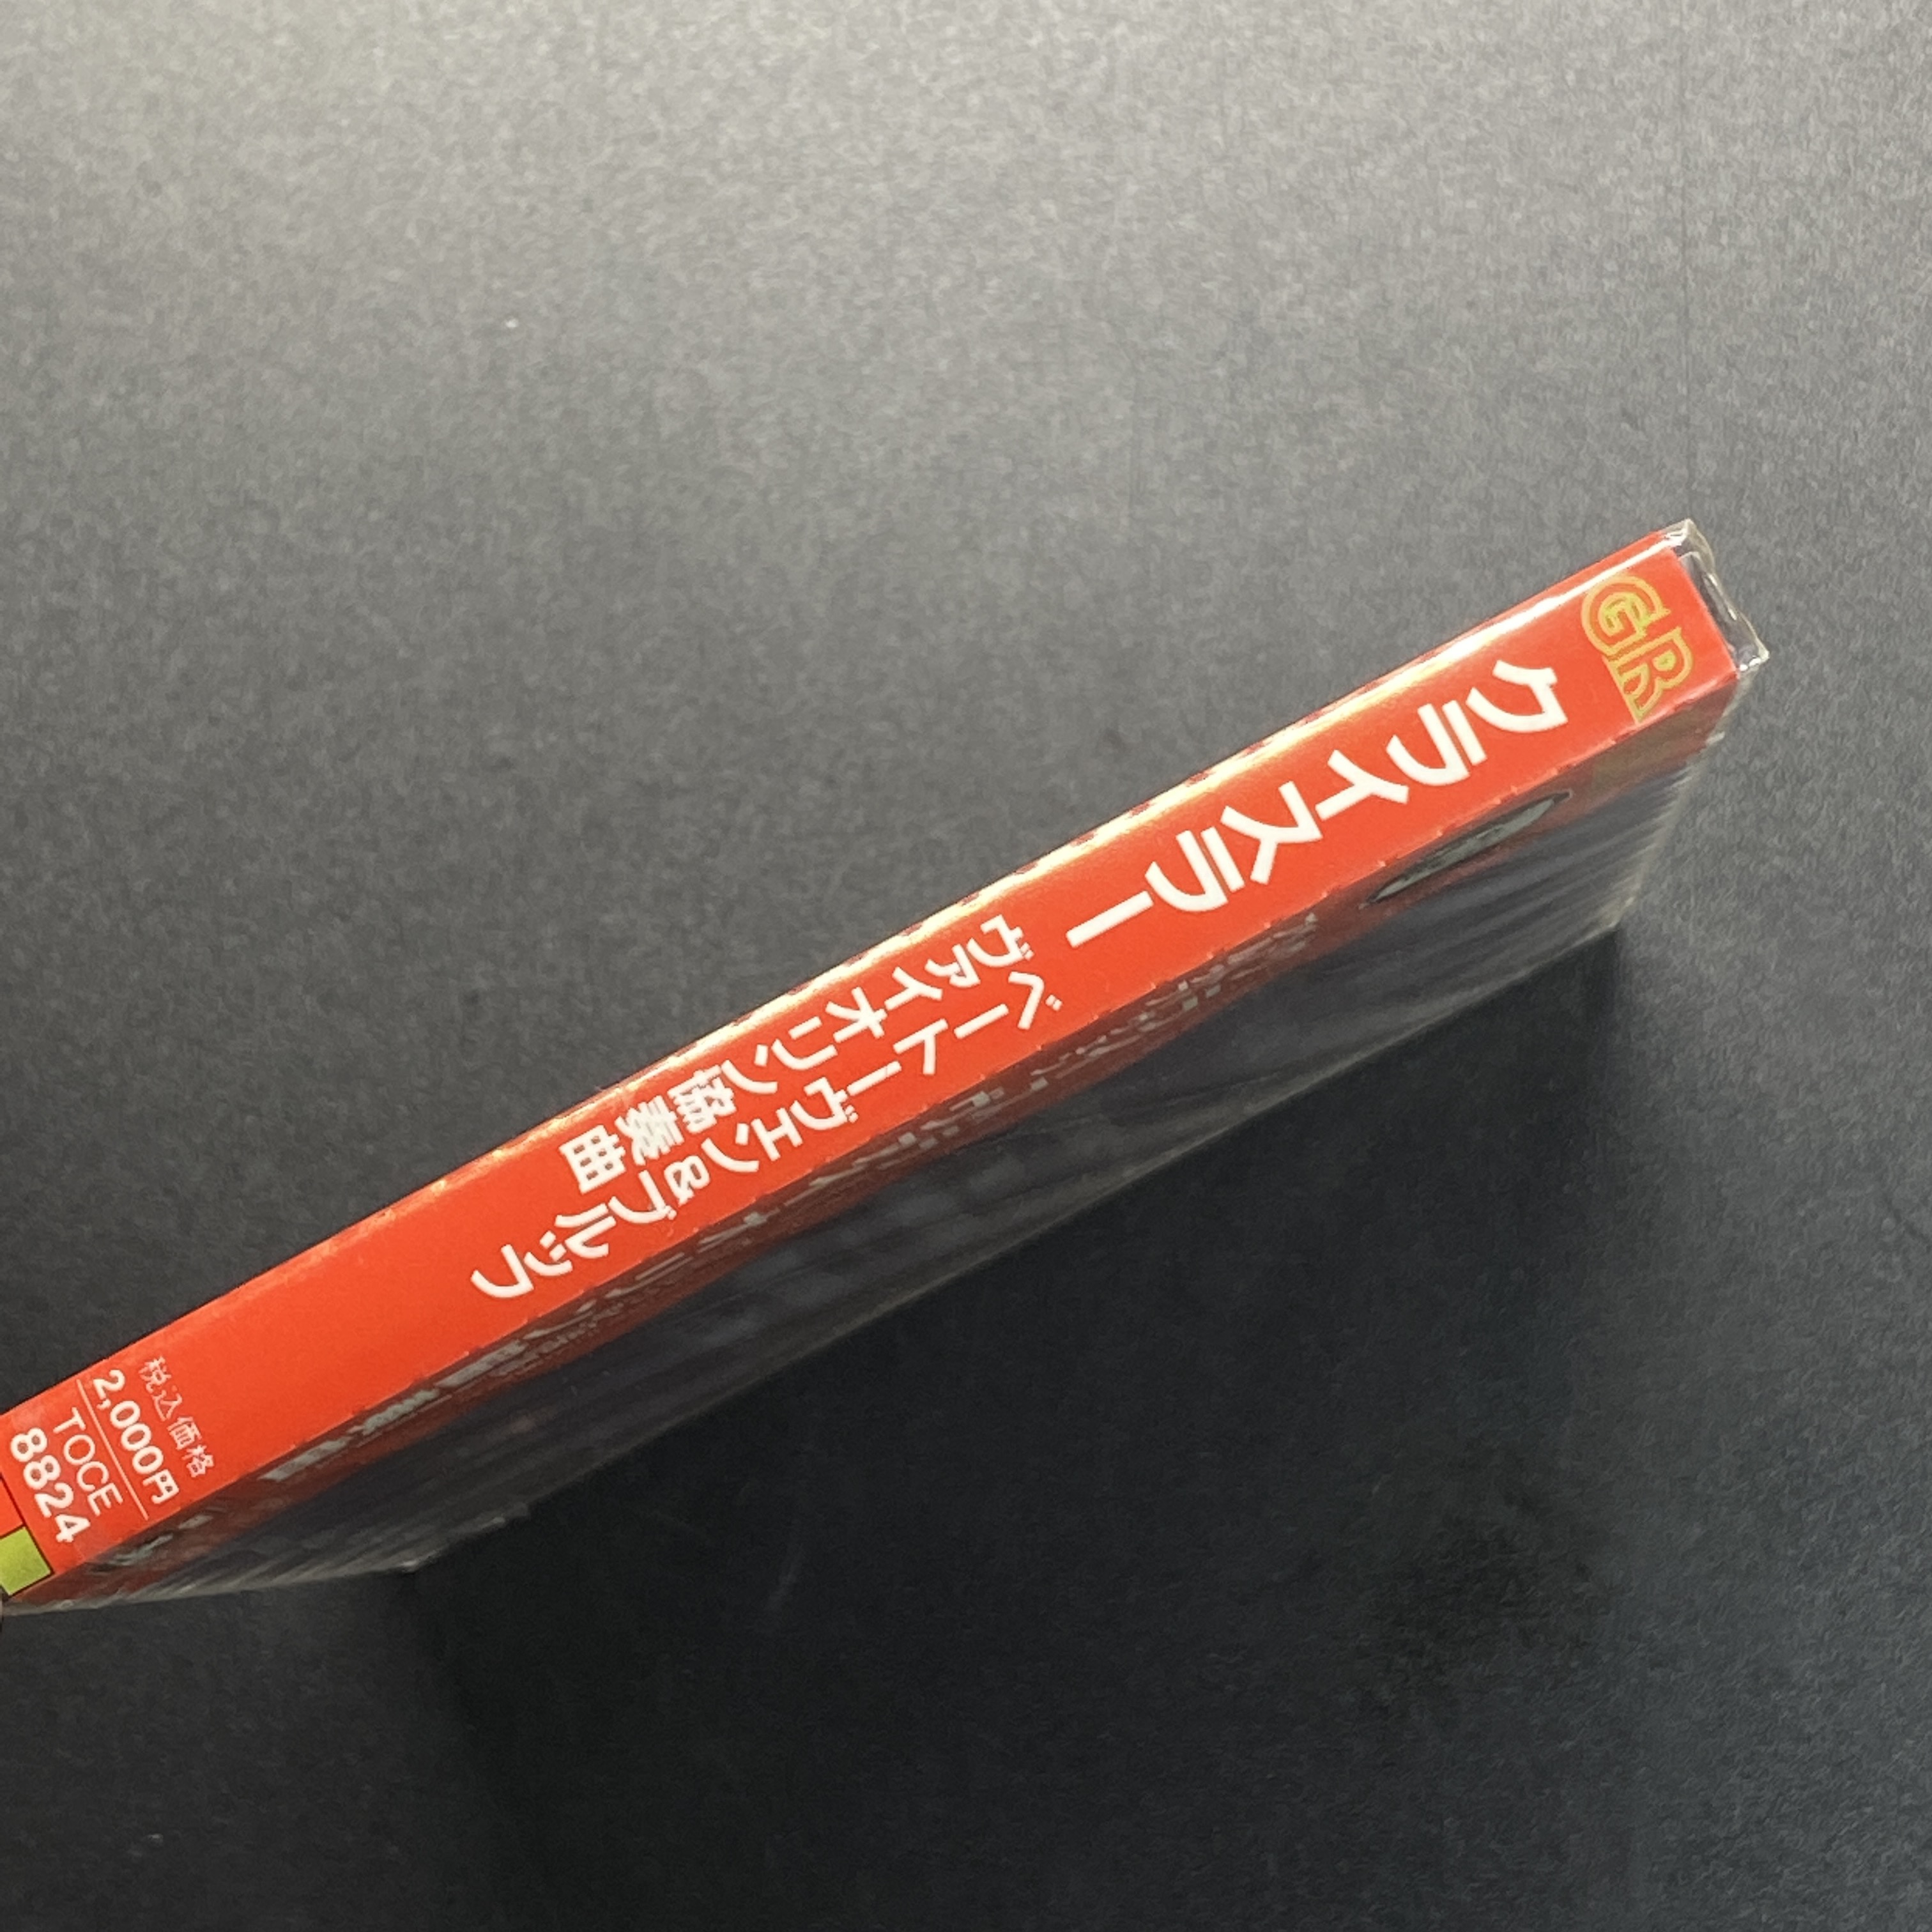 GR
クライスラー
ベートーヴェン&ブルッフ
ヴァイオリン協奏曲
税込価格
2,000円
TOCE
8824